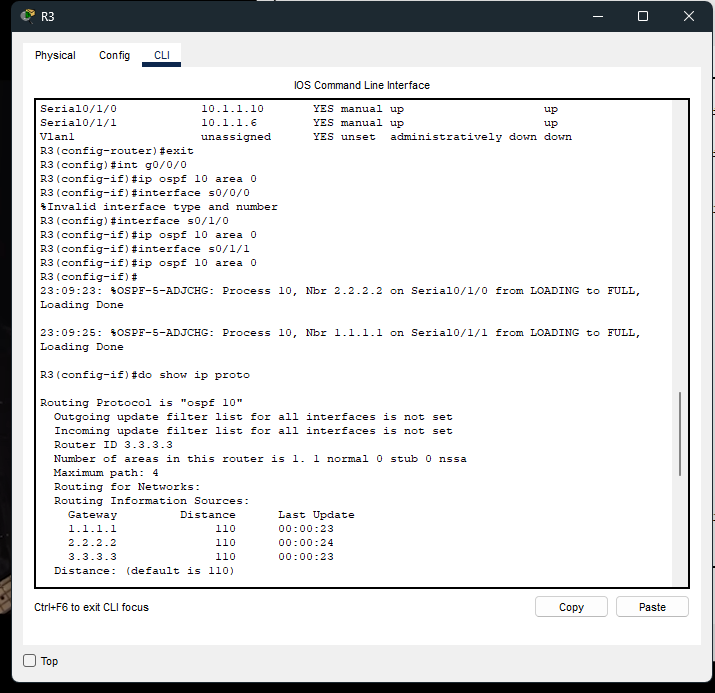 R3
Physical Config CLI
IOS Command Line Interface
Serial0/1/0 10.1.1.10 YES manual up up
Serial0/1/1 10.1.1.6 YES manual up up
Vlan1 unassigned YES unset administratively down down
R3(config-router)#exit
R3(config)#int g0/0/0
R3(config-if)#ip ospf 10 area 0
R3(config-if)#interface s0/0/0
%Invalid interface type and number
R3(config)#interface s0/1/0
R3(config-if)#ip ospf 10 area 0
R3(config-if)#interface s0/1/1
R3(config-if)#ip ospf 10 area 0
R3(config-if)#
23:09:23: %OSPF-5-ADJCHG: Process 10, Nbr 2.2.2.2 on Serial0/1/0 from LOADING to FULL,
Loading Done
23:09:25: %OSPF-5-ADJCHG: Process 10, Nbr 1.1.1.1 on Serial0/1/1 from LOADING to FULL,
Loading Done
R3(config-if)#do show ip proto
Routing Protocol is "ospf 10"
Outgoing update filter list for all interfaces is not set
Incoming update filter list for all interfaces is not set
Router ID 3.3.3.3
Number of areas in this router is 1. 1 normal 0 stub 0 nssa
Maximum path: 4
Routing for Networks:
Routing Information Sources:
Gateway Distance Last Update
1.1.1.1 110 00:00:23
2.2.2.2 110 00:00:24
3.3.3.3 110 00:00:23
Distance: (default is 110)
Ctrl+F6 to exit CLI focus
Copy Paste
Top